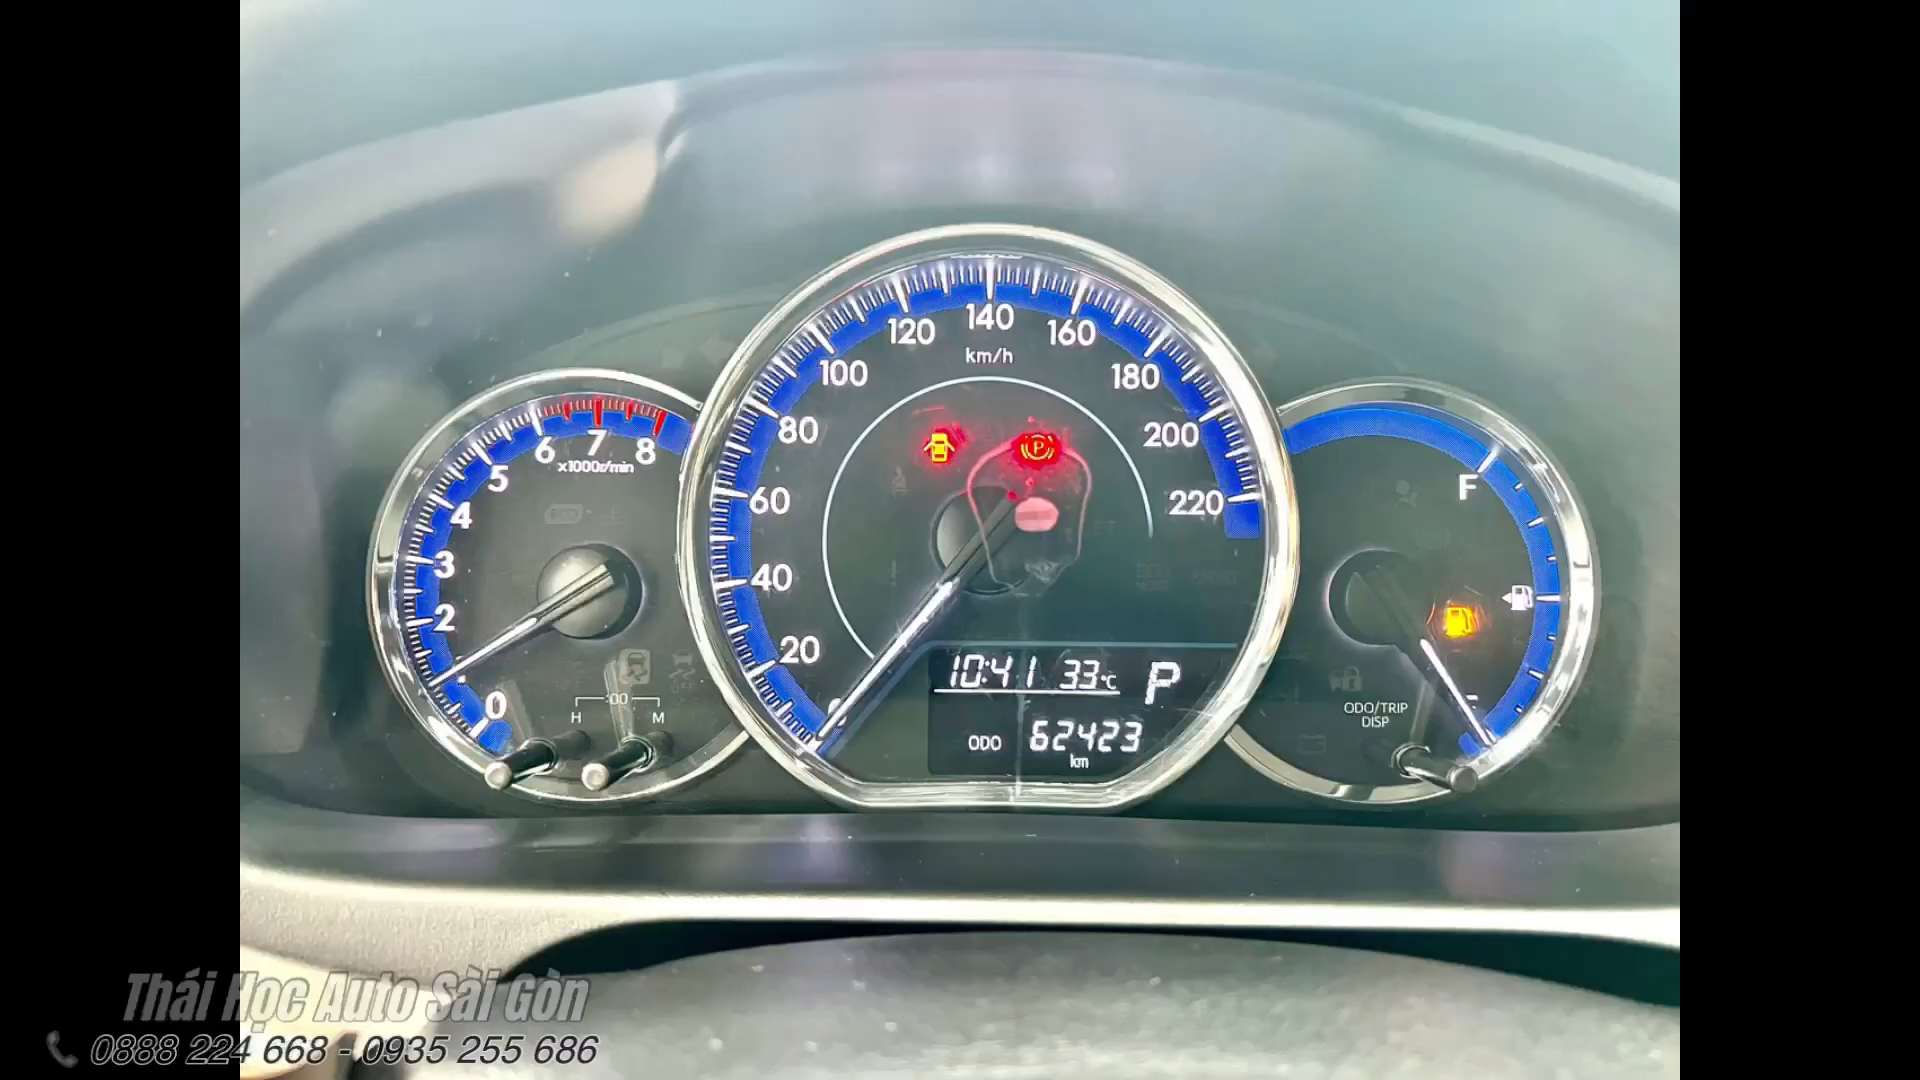 120 140 160
km/h
100 180
80 200
60 220
40
20
0
6 7 8
x1000r/min
5
4
3
2
0
:00
H M
F
ODO/TRIP
DISP
10:41 33°C P
ODO 62423
km
P
Thái Học Auto Sài Gòn
0888 224 668 - 0935 255 686